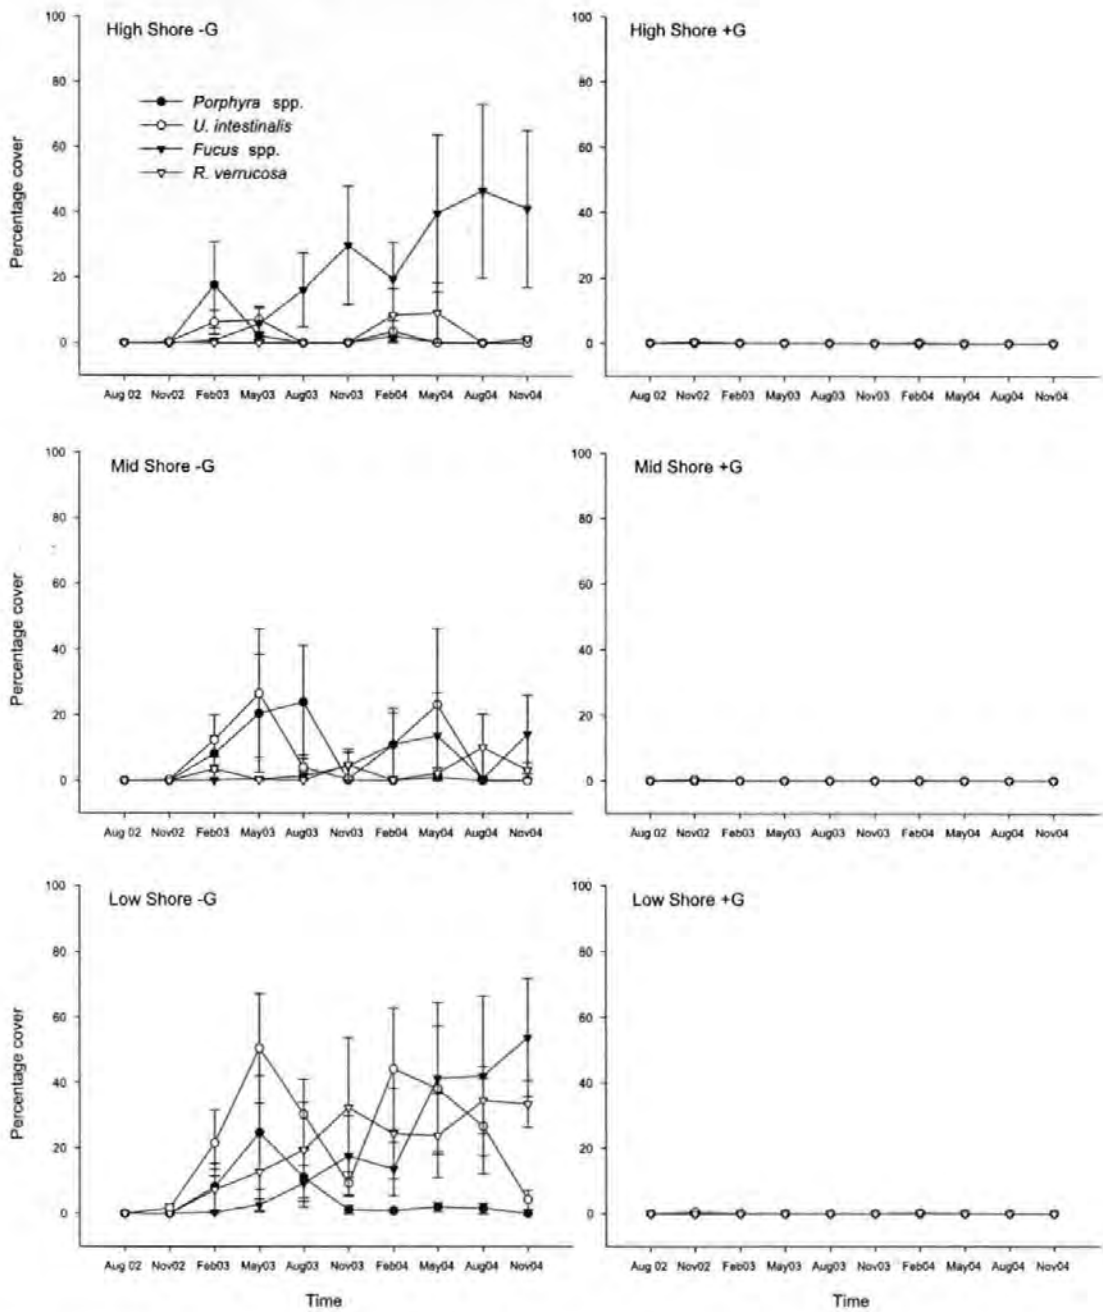 High Shore -G
Porphyra spp.
U. intestinalis
Fucus spp.
R. verrucosa
Percentage cover
100
80
60
40
20
0
Aug 02 Nov02 Feb03 May03 Aug03 Nov03 Feb04 May04 Aug04 Nov04
High Shore +G
100
80
60
40
20
0
Aug 02 Nov02 Feb03 May03 Aug03 Nov03 Feb04 May04 Aug04 Nov04
Mid Shore -G
Percentage cover
100
80
60
40
20
0
Aug 02 Nov02 Feb03 May03 Aug03 Nov03 Feb04 May04 Aug04 Nov04
Mid Shore +G
100
80
60
40
20
0
Aug 02 Nov02 Feb03 May03 Aug03 Nov03 Feb04 May04 Aug04 Nov04
Low Shore -G
Percentage cover
100
80
60
40
20
0
Aug 02 Nov02 Feb03 May03 Aug03 Nov03 Feb04 May04 Aug04 Nov04
Time
Low Shore +G
100
80
60
40
20
0
Aug 02 Nov02 Feb03 May03 Aug03 Nov03 Feb04 May04 Aug04 Nov04
Time